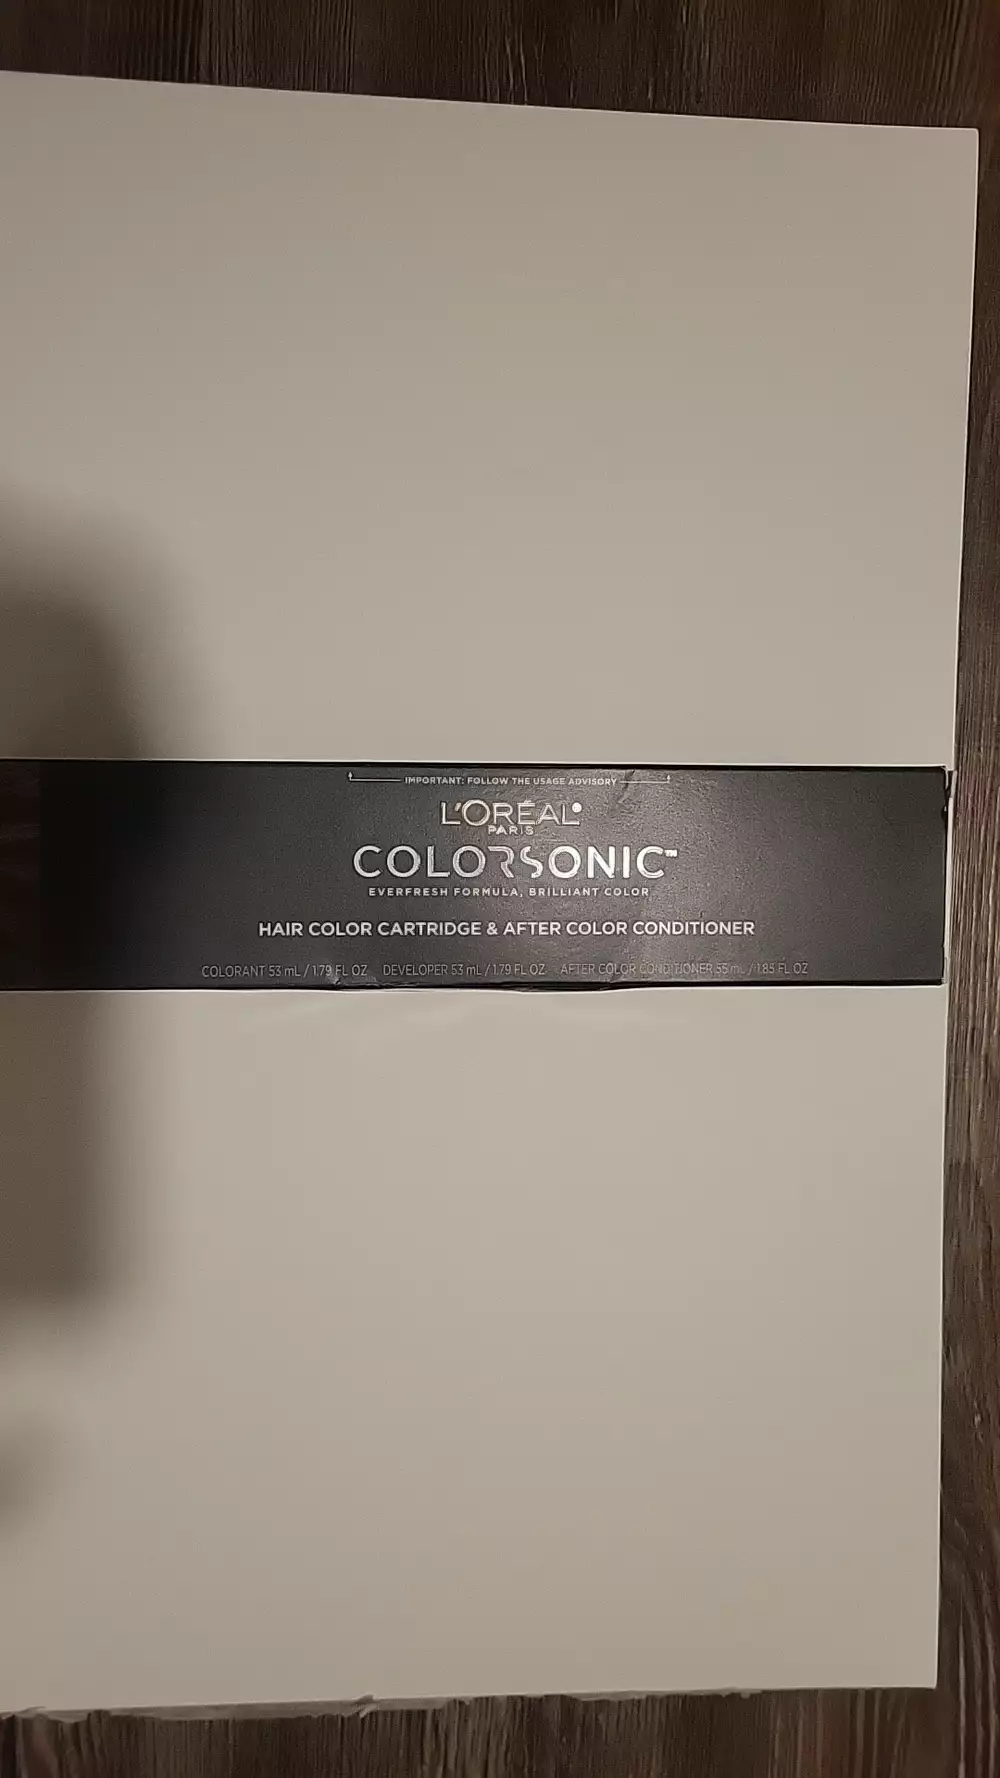 IMPORTANT: FOLLOW THE USAGE ADVISORY
L'ORÉAL
PARIS
COLORSONIC™
EVERFRESH FORMULA, BRILLIANT COLOR
HAIR COLOR CARTRIDGE & AFTER COLOR CONDITIONER
COLORANT 53 mL / 1.79 FL OZ DEVELOPER 53 mL / 1.79 FL OZ AFTER COLOR CONDITIONER 55 mL / 1.85 FL OZ